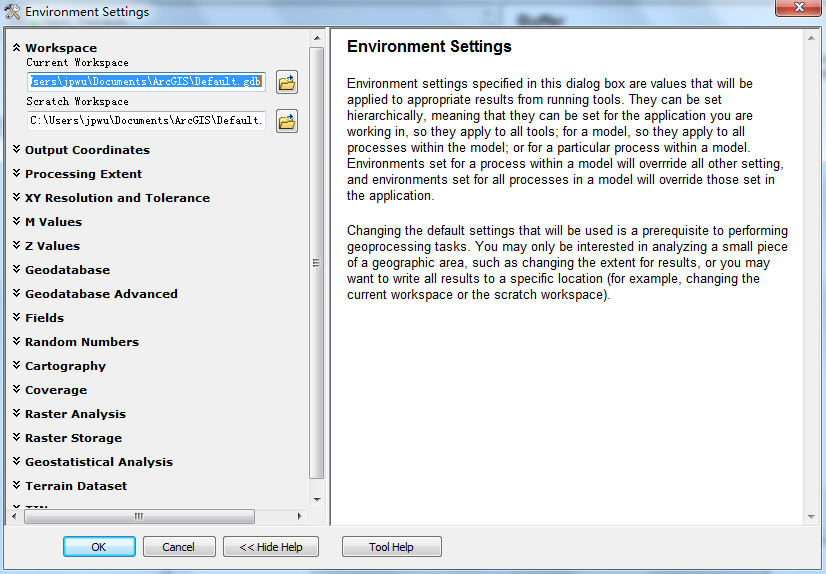 Environment Settings
Buffer
Workspace
Current Workspace
sers\jpwu\Documents\ArcGIS\Default.gdb
Scratch Workspace
C:\Users\jpwu\Documents\ArcGIS\Default.
Output Coordinates
Processing Extent
XY Resolution and Tolerance
M Values
Z Values
Geodatabase
Geodatabase Advanced
Fields
Random Numbers
Cartography
Coverage
Raster Analysis
Raster Storage
Geostatistical Analysis
Terrain Dataset
TIN
Environment Settings
Environment settings specified in this dialog box are values that will be
applied to appropriate results from running tools. They can be set
hierarchically, meaning that they can be set for the application you are
working in, so they apply to all tools; for a model, so they apply to all
processes within the model; or for a particular process within a model.
Environments set for a process within a model will overrride all other setting,
and environments set for all processes in a model will override those set in
the application.
Changing the default settings that will be used is a prerequisite to performing
geoprocessing tasks. You may only be interested in analyzing a small piece
of a geographic area, such as changing the extent for results, or you may
want to write all results to a specific location (for example, changing the
current workspace or the scratch workspace).
OK
Cancel
<< Hide Help
Tool Help